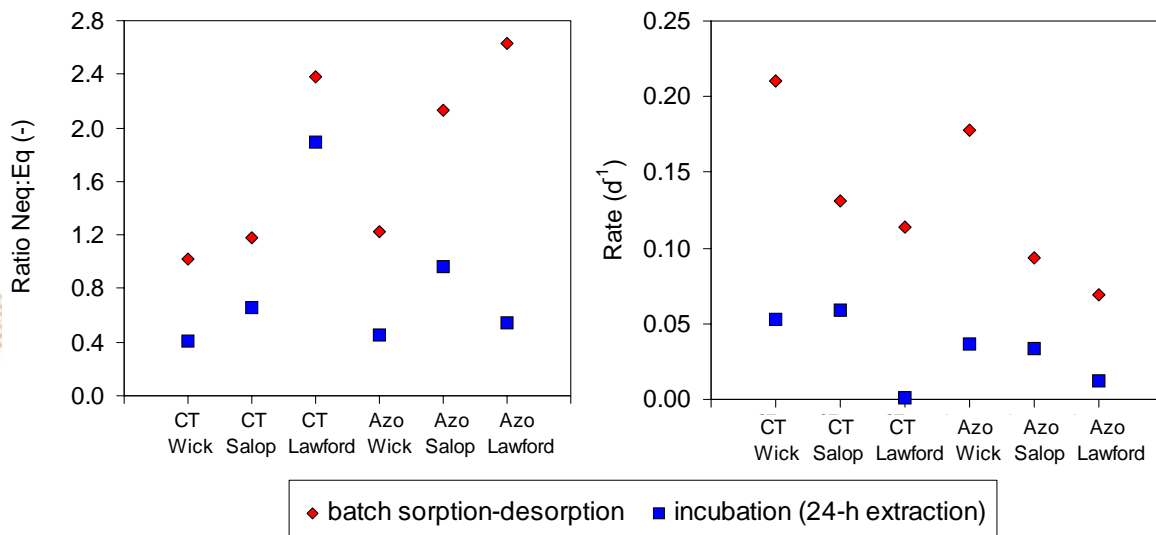 2.8
2.4
2.0
1.6
1.2
0.8
0.4
0.0
Ratio Neq:Eq (-)
CT Wick
CT Salop
CT Lawford
Azo Wick
Azo Salop
Azo Lawford
0.25
0.20
0.15
0.10
0.05
0.00
Rate (d-1)
CT Wick
CT Salop
CT Lawford
Azo Wick
Azo Salop
Azo Lawford
batch sorption-desorption
incubation (24-h extraction)